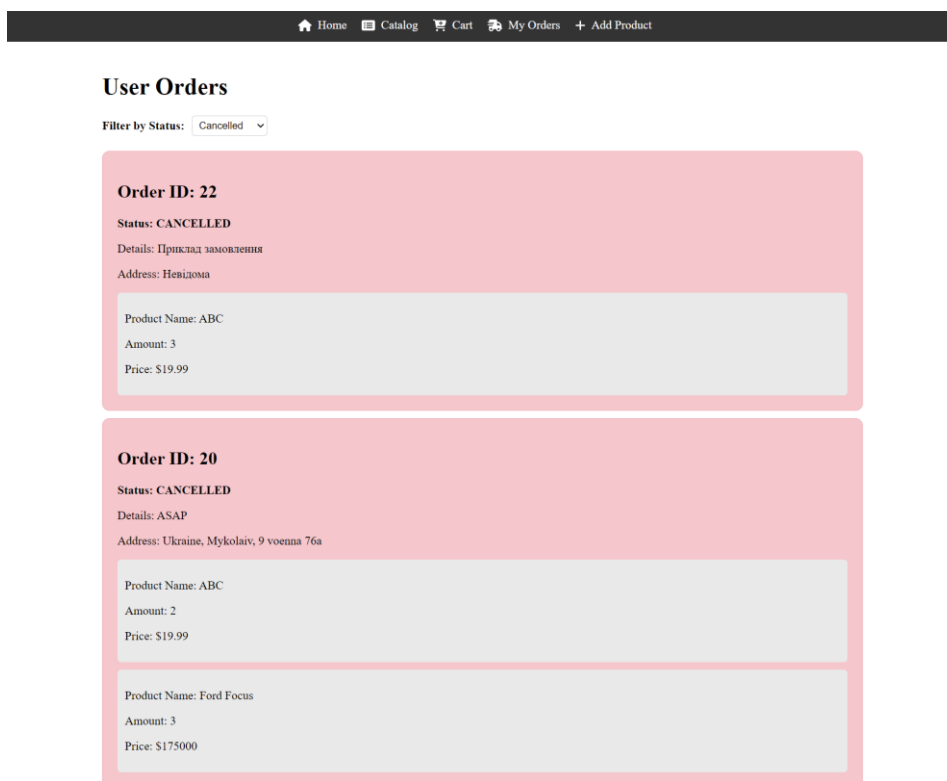 Home Catalog Cart My Orders Add Product
User Orders
Filter by Status: Cancelled
Order ID: 22
Status: CANCELLED
Details: Приклад замовлення
Address: Невідома
Product Name: ABC
Amount: 3
Price: $19.99
Order ID: 20
Status: CANCELLED
Details: ASAP
Address: Ukraine, Mykolaiv, 9 voenna 76a
Product Name: ABC
Amount: 2
Price: $19.99
Product Name: Ford Focus
Amount: 3
Price: $175000